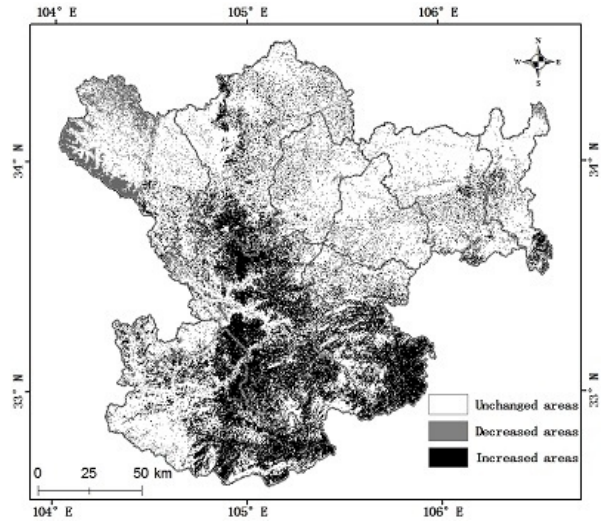 104° E 105° E 106° E
N
W E
S
34° N 34° N
33° N 33° N
Unchanged areas
Decreased areas
Increased areas
0 25 50 km
104° E 105° E 106° E